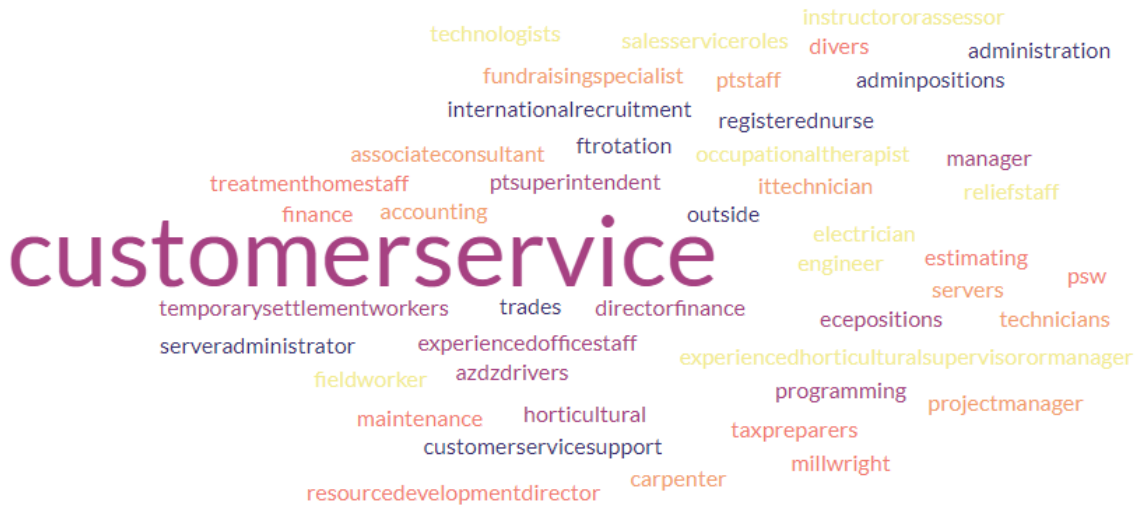 instructororassessor
technologists
salesserviceroles
divers
administration
fundraisingspecialist
ptstaff
adminpositions
internationalrecruitment
registerednurse
ftrotation
associateconsultant
occupationaltherapist
manager
treatmenthomestaff
ptsuperintendent
ittechnician
reliefstaff
finance
accounting
outside
customerservice
electrician
engineer
estimating
psw
servers
temporarysettlementworkers
trades
directorfinance
ecepositions
technicians
serveradministrator
experiencedofficestaff
experiencedhorticulturalsupervisorormanager
fieldworker
azdzdrivers
programming
projectmanager
maintenance
horticultural
taxpreparers
customerservicesupport
millwright
carpenter
resourcedevelopmentdirector